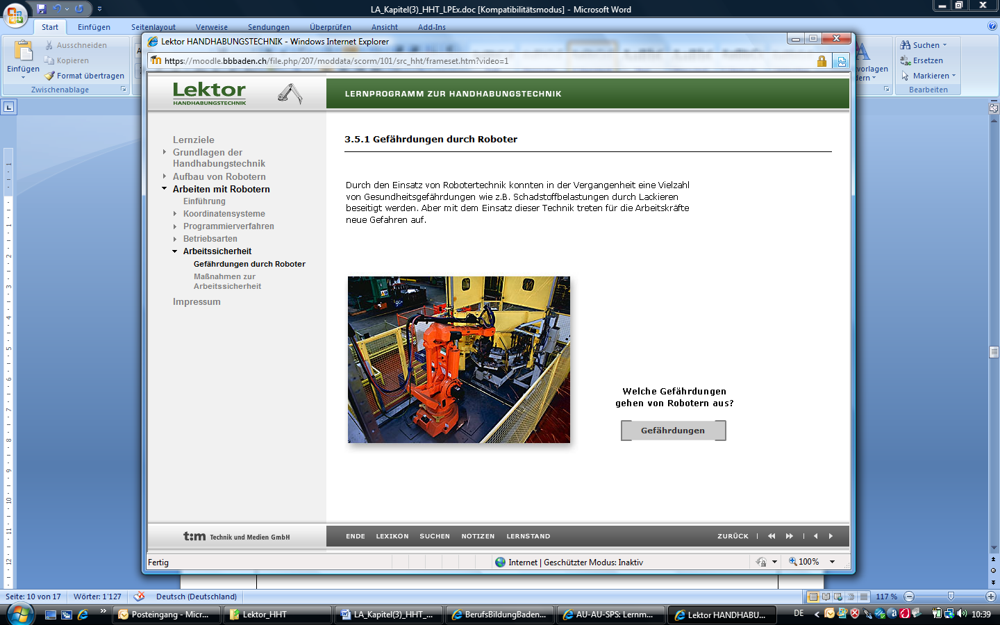 LA_Kapitel(3)_HHT_LPEx.doc [Kompatibilitätsmodus] - Microsoft Word
Start Einfügen Seitenlayout Verweise Sendungen Überprüfen Ansicht Add-Ins
Einfügen
Ausschneiden
Kopieren
Format übertragen
Zwischenablage
Suchen
Ersetzen
Markieren
Bearbeiten
Lektor HANDHABUNGSTECHNIK - Windows Internet Explorer
https://moodle.bbbaden.ch/file.php/207/moddata/scorm/101/src_hht/frameset.htm?video=1
Lektor
HANDHABUNGSTECHNIK
LERNPROGRAMM ZUR HANDHABUNGSTECHNIK
Lernziele
Grundlagen der
Handhabungstechnik
Aufbau von Robotern
Arbeiten mit Robotern
Einführung
Koordinatensysteme
Programmierverfahren
Betriebsarten
Arbeitssicherheit
Gefährdungen durch Roboter
Maßnahmen zur
Arbeitssicherheit
Impressum
3.5.1 Gefährdungen durch Roboter
Durch den Einsatz von Robotertechnik konnten in der Vergangenheit eine Vielzahl
von Gesundheitsgefährdungen wie z.B. Schadstoffbelastungen durch Lackieren
beseitigt werden. Aber mit dem Einsatz dieser Technik treten für die Arbeitskräfte
neue Gefahren auf.
Welche Gefährdungen
gehen von Robotern aus?
Gefährdungen
t:m Technik und Medien GmbH
ENDE LEXIKON SUCHEN NOTIZEN LERNSTAND ZURÜCK
Fertig
Internet | Geschützter Modus: Inaktiv
100%
Seite: 10 von 17 Wörter: 1'127 Deutsch (Deutschland) 117 %
Posteingang - Micr...
Lektor_HHT
LA_Kapitel(3)_HHT_...
BerufsBildungBaden...
AU-AU-SPS: Lernm...
Lektor HANDHABU...
DE
10:39